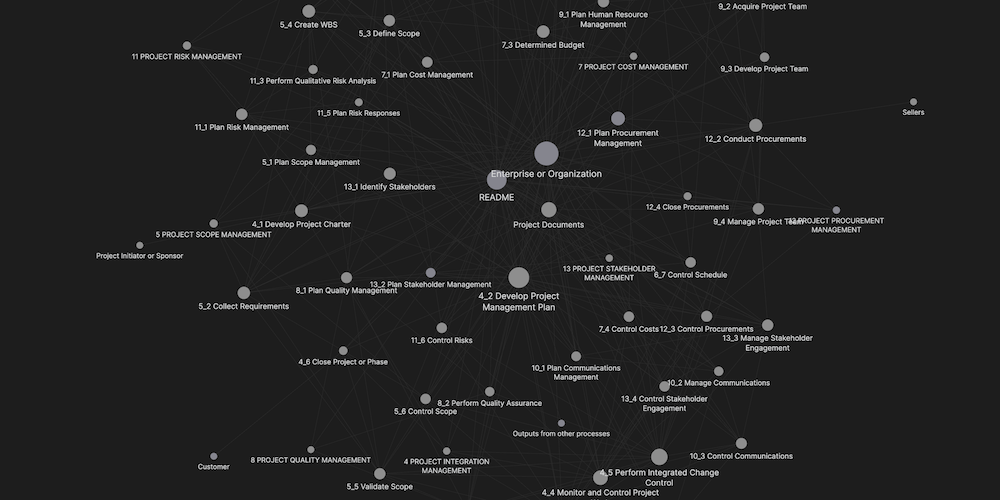 9_2 Acquire Project Team
9_1 Plan Human Resource
Management
5_4 Create WBS
5_3 Define Scope
7_3 Determined Budget
11 PROJECT RISK MANAGEMENT
7 PROJECT COST MANAGEMENT
9_3 Develop Project Team
7_1 Plan Cost Management
11_3 Perform Qualitative Risk Analysis
11_5 Plan Risk Responses
Sellers
11_1 Plan Risk Management
12_1 Plan Procurement
Management
12_2 Conduct Procurements
5_1 Plan Scope Management
Enterprise or Organization
13_1 Identify Stakeholders
README
12_4 Close Procurements
4_1 Develop Project Charter
Project Documents
9_4 Manage Project Team
12 PROJECT PROCUREMENT
MANAGEMENT
5 PROJECT SCOPE MANAGEMENT
Project Initiator or Sponsor
13 PROJECT STAKEHOLDER
MANAGEMENT
6_7 Control Schedule
13_2 Plan Stakeholder Management
8_1 Plan Quality Management
4_2 Develop Project
Management Plan
5_2 Collect Requirements
7_4 Control Costs
12_3 Control Procurements
13_3 Manage Stakeholder
Engagement
11_6 Control Risks
4_6 Close Project or Phase
10_1 Plan Communications
Management
10_2 Manage Communications
13_4 Control Stakeholder
Engagement
8_2 Perform Quality Assurance
5_6 Control Scope
Outputs from other processes
10_3 Control Communications
Customer
8 PROJECT QUALITY MANAGEMENT
4 PROJECT INTEGRATION
MANAGEMENT
4_5 Perform Integrated Change
Control
5_5 Validate Scope
4_4 Monitor and Control Project